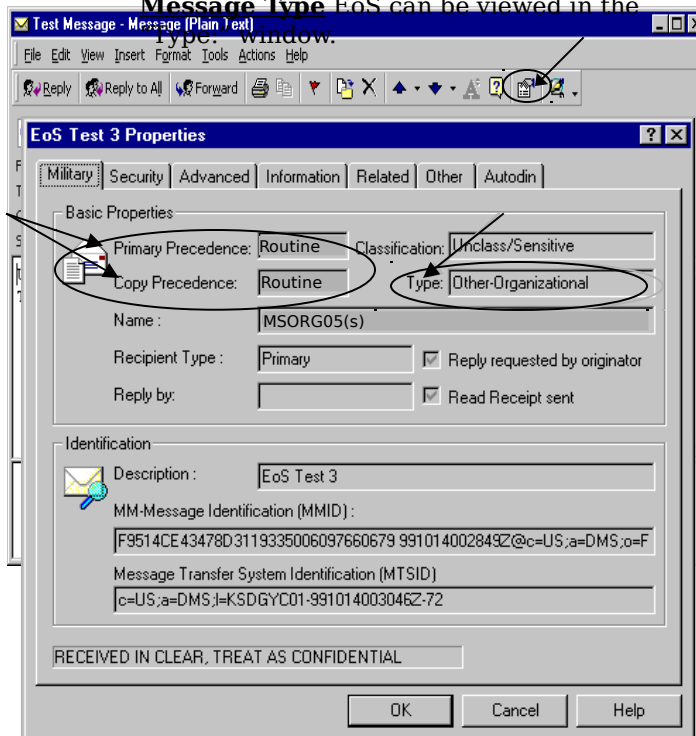 Message Type EoS can be viewed in the
Test Message - Message [Plain Text]
"Type:" window.
File Edit View Insert Format Tools Actions Help
Reply Reply to All Forward
EoS Test 3 Properties
Military Security Advanced Information Related Other Autodin
Basic Properties
Primary Precedence: Routine Classification: Unclass/Sensitive
Copy Precedence: Routine Type: Other-Organizational
Name : MSORG05(s)
Recipient Type : Primary Reply requested by originator
Reply by: Read Receipt sent
Identification
Description : EoS Test 3
MM-Message Identification (MMID) :
F9514CE43478D3119335006097660679 991014002849Z@c=US;a=DMS;o=F
Message Transfer System Identification (MTSID)
c=US;a=DMS;l=KSDGYC01-991014003046Z-72
RECEIVED IN CLEAR, TREAT AS CONFIDENTIAL
OK Cancel Help